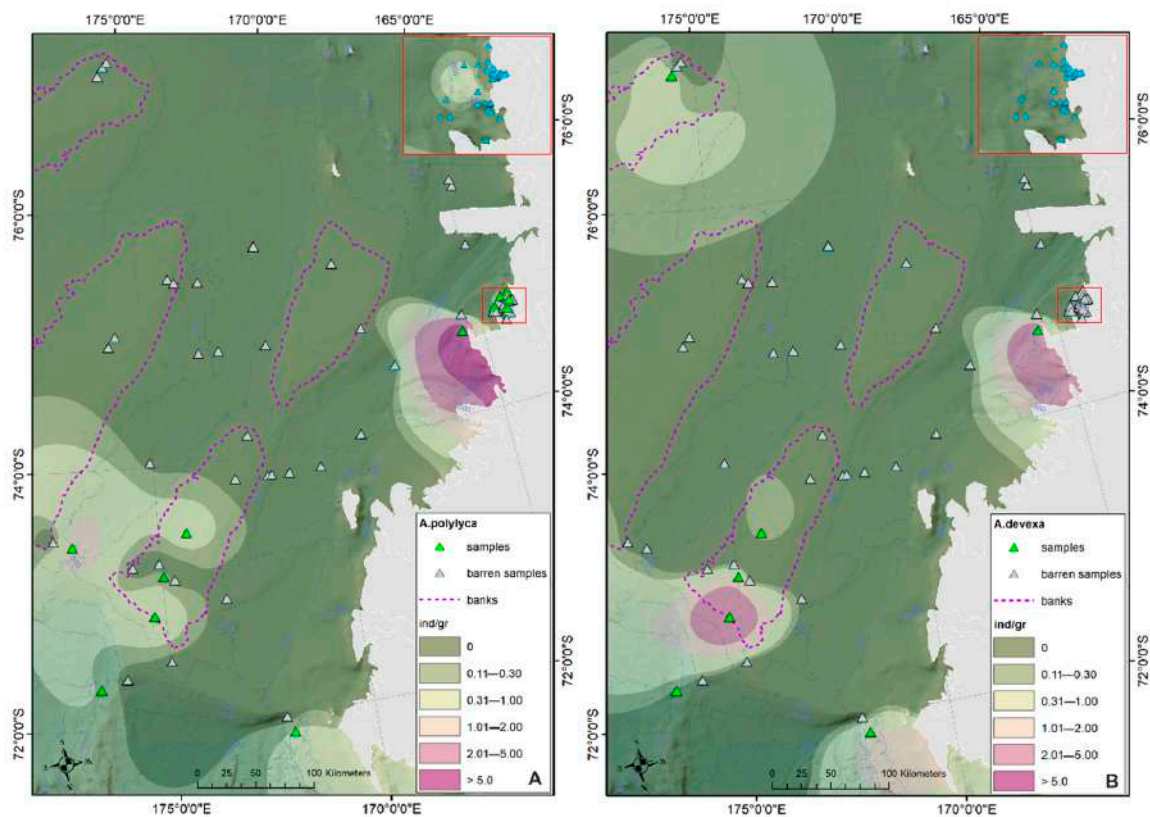 175°0'0"E 170°0'0"E 165°0'0"E
76°0'0"S
76°0'0"S
74°0'0"S
74°0'0"S
72°0'0"S
72°0'0"S
A.polylyca
samples
barren samples
banks
ind/gr
0
0.11—0.30
0.31—1.00
1.01—2.00
2.01—5.00
> 5.0
0 25 50 100 Kilometers
A
175°0'0"E 170°0'0"E
175°0'0"E 170°0'0"E 165°0'0"E
76°0'0"S
76°0'0"S
74°0'0"S
74°0'0"S
72°0'0"S
72°0'0"S
A.devexa
samples
barren samples
banks
ind/gr
0
0.11—0.30
0.31—1.00
1.01—2.00
2.01—5.00
> 5.0
0 25 50 100 Kilometers
B
175°0'0"E 170°0'0"E